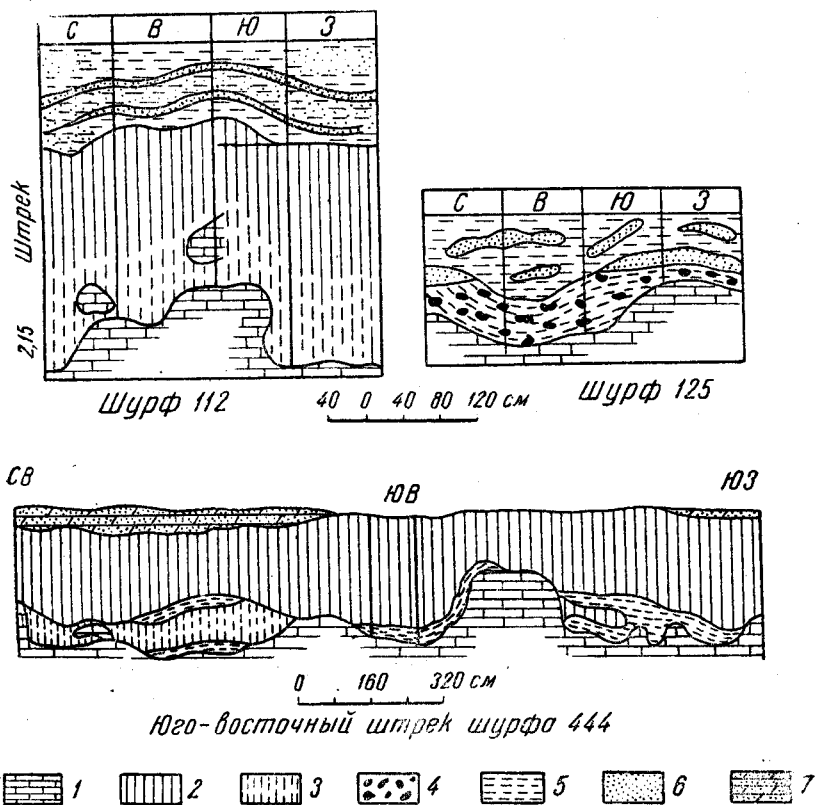 С В Ю З
Штрек
2,15
Шурф 112
С В Ю З
Шурф 125
40 0 40 80 120 см
СВ ЮВ ЮЗ
0 160 320 см
Юго-восточный штрек шурфа 444
1 2 3 4 5 6 7